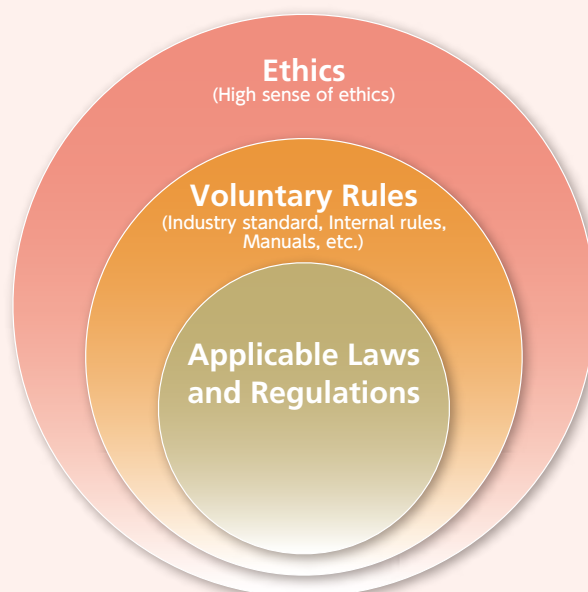 Ethics
(High sense of ethics)
Voluntary Rules
(Industry standard, Internal rules,
Manuals, etc.)
Applicable Laws
and Regulations